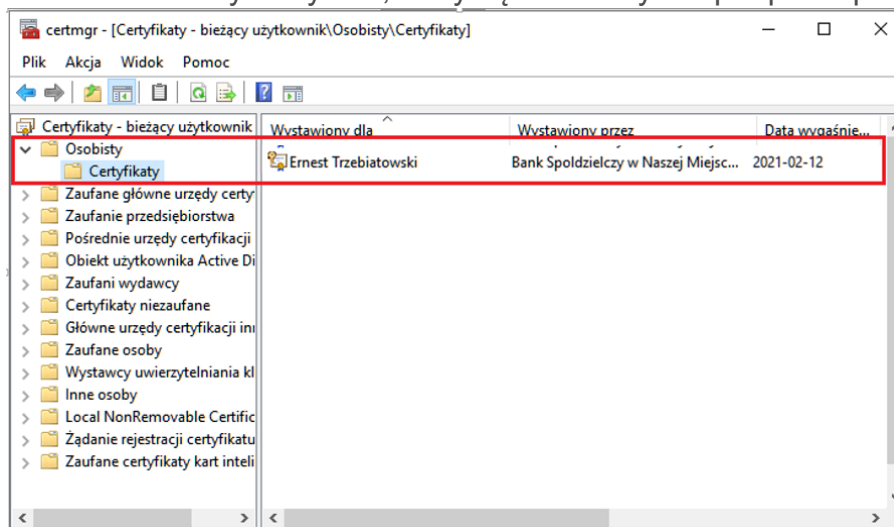 certmgr - [Certyfikaty - bieżący użytkownik\Osobisty\Certyfikaty]
Plik Akcja Widok Pomoc
Certyfikaty - bieżący użytkownik
Wystawiony dla Wystawiony przez Data wygaśnie...
Osobisty
Certyfikaty
Ernest Trzebiatowski Bank Spoldzielczy w Naszej Miejsc... 2021-02-12
Zaufane główne urzędy certy
Zaufanie przedsiębiorstwa
Pośrednie urzędy certyfikacji
Obiekt użytkownika Active Di
Zaufani wydawcy
Certyfikaty niezaufane
Główne urzędy certyfikacji inn
Zaufane osoby
Wystawcy uwierzytelniania kl
Inne osoby
Local NonRemovable Certific
Żądanie rejestracji certyfikatu
Zaufane certyfikaty kart inteli